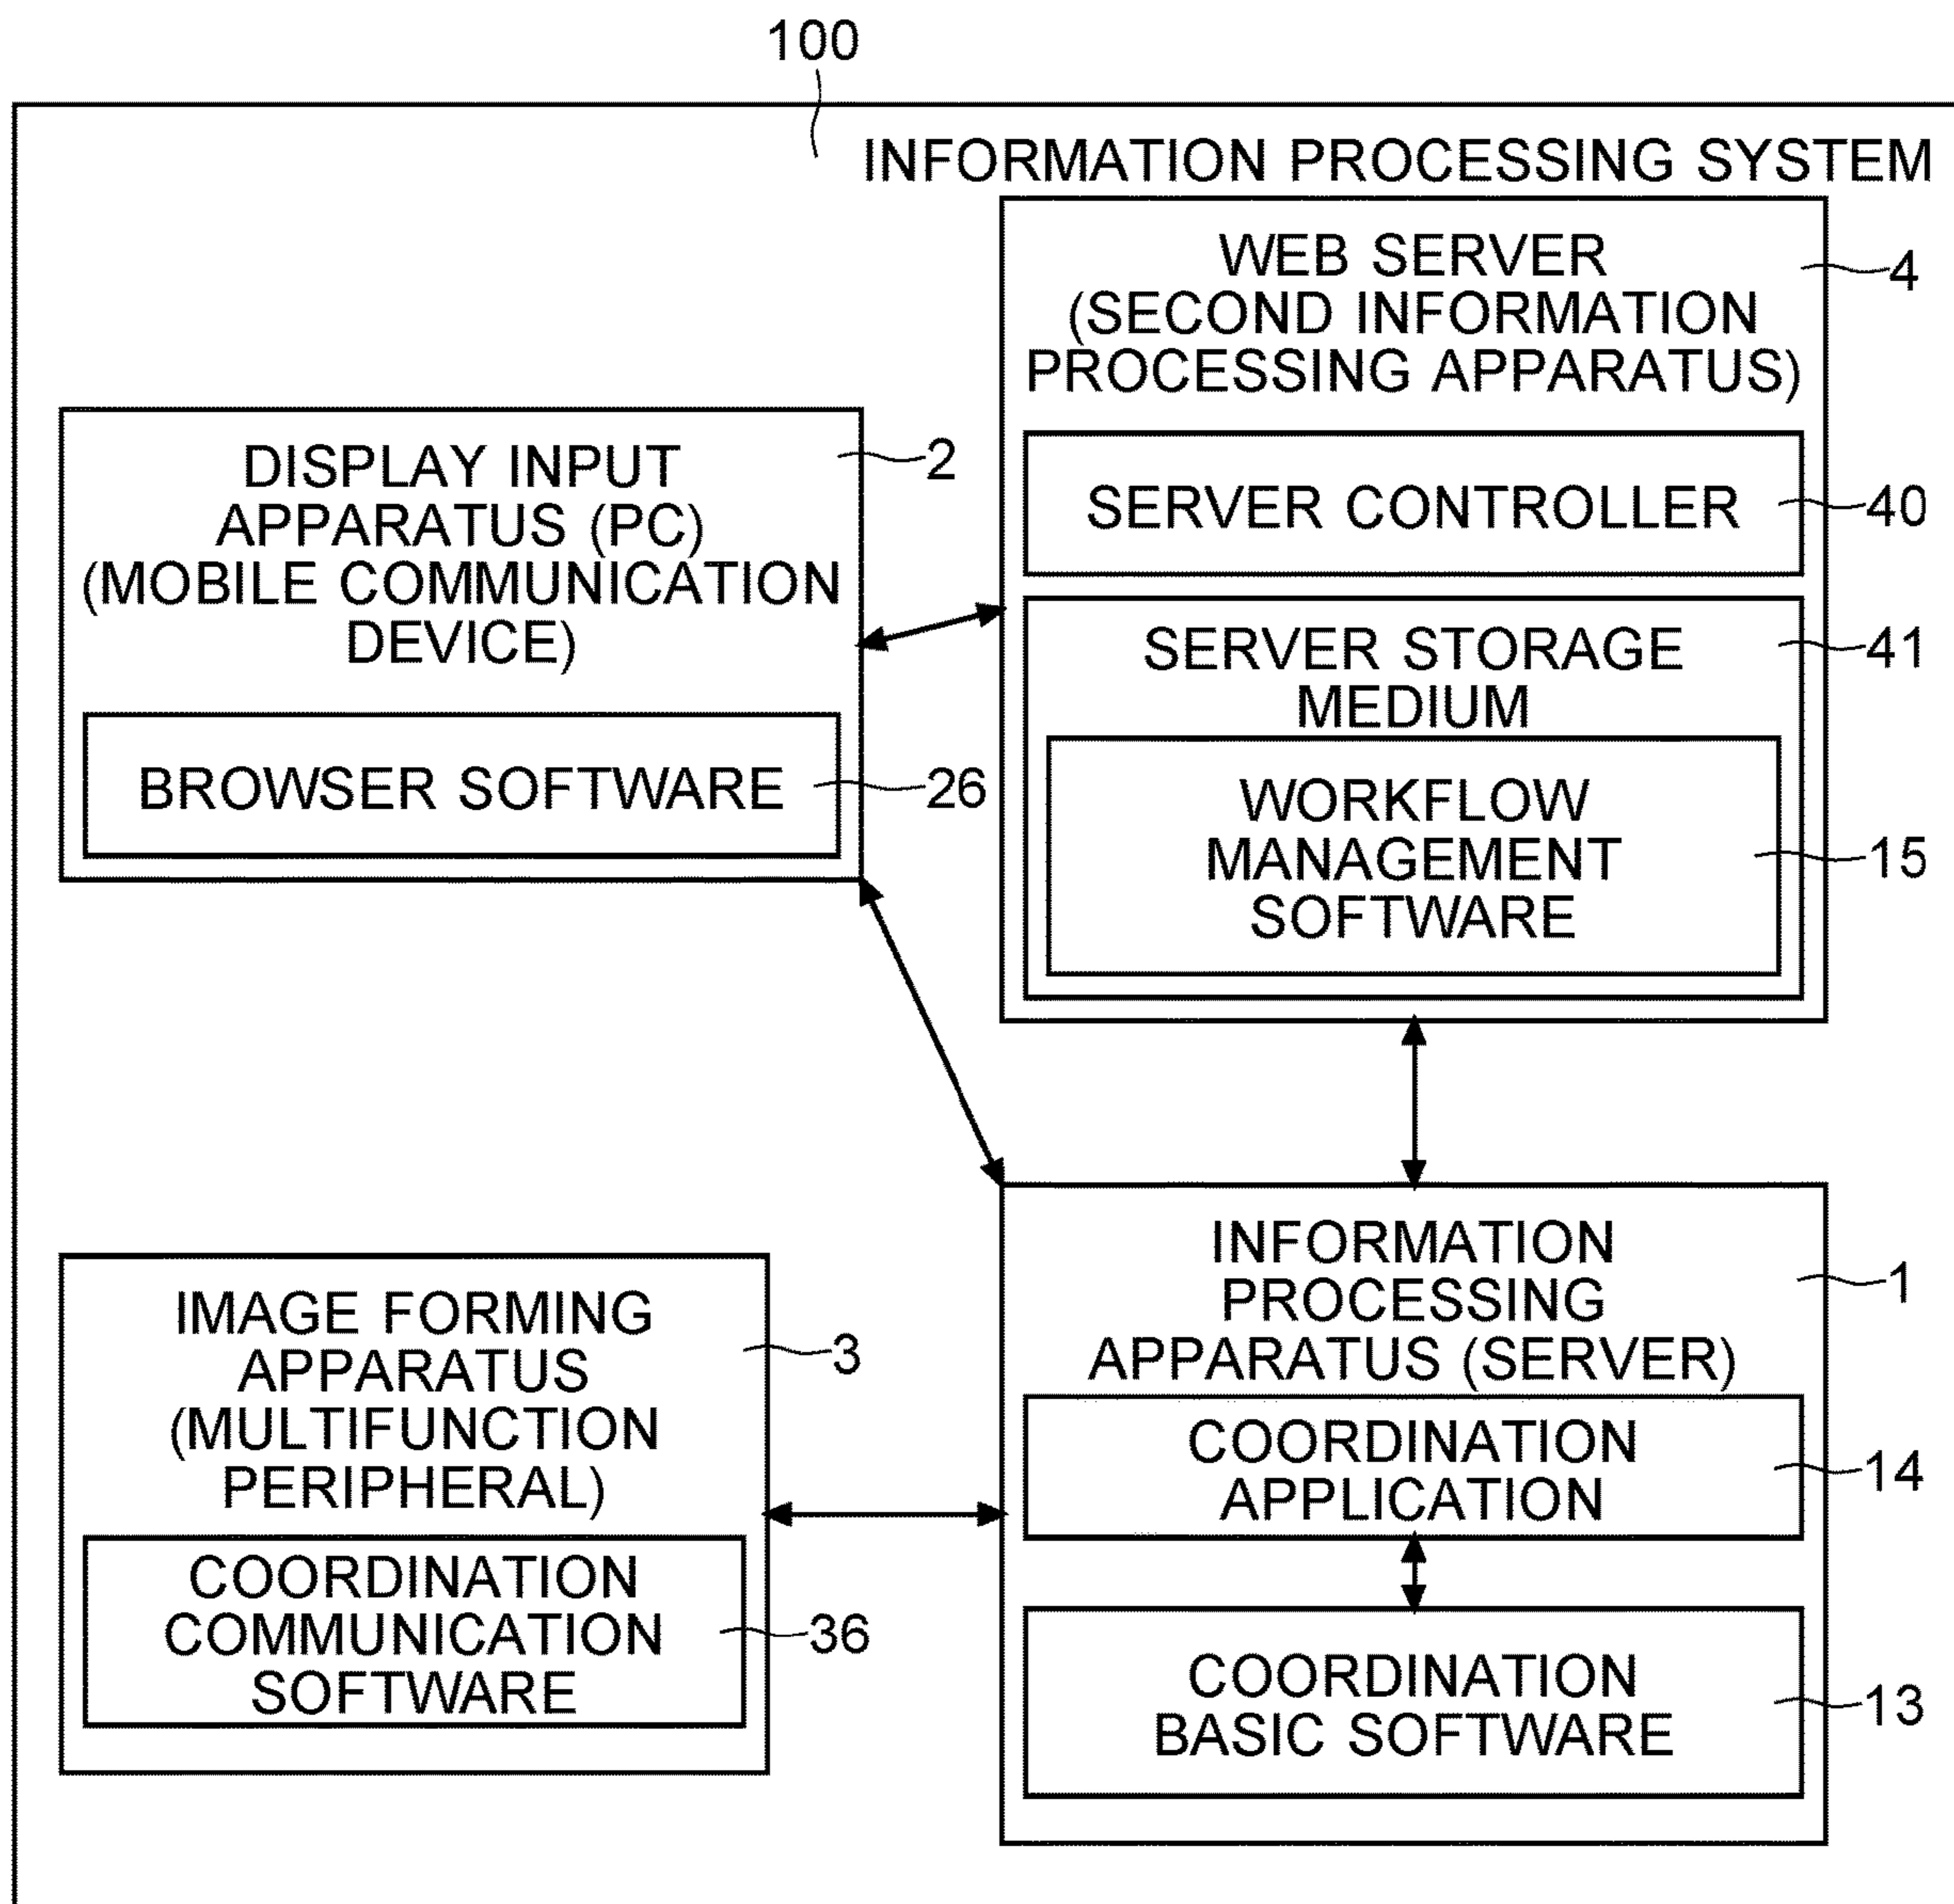 100
INFORMATION PROCESSING SYSTEM
WEB SERVER
(SECOND INFORMATION
PROCESSING APPARATUS)
4
SERVER CONTROLLER
40
SERVER STORAGE
MEDIUM
41
WORKFLOW
MANAGEMENT
SOFTWARE
15
DISPLAY INPUT
APPARATUS (PC)
(MOBILE COMMUNICATION
DEVICE)
2
BROWSER SOFTWARE
26
IMAGE FORMING
APPARATUS
(MULTIFUNCTION
PERIPHERAL)
3
COORDINATION
COMMUNICATION
SOFTWARE
36
INFORMATION
PROCESSING
APPARATUS (SERVER)
1
COORDINATION
APPLICATION
14
COORDINATION
BASIC SOFTWARE
13